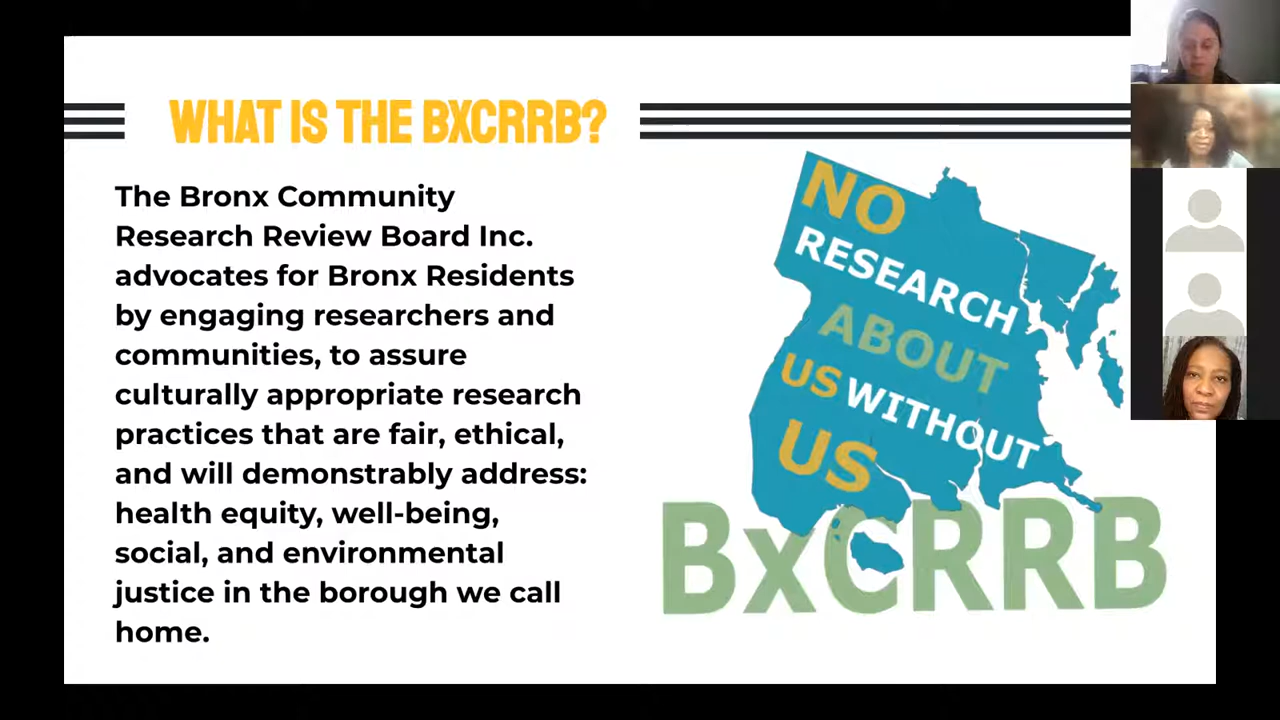 WHAT IS THE BXCRRB?
The Bronx Community
Research Review Board Inc.
advocates for Bronx Residents
by engaging researchers and
communities, to assure
culturally appropriate research
practices that are fair, ethical,
and will demonstrably address:
health equity, well-being,
social, and environmental
justice in the borough we call
home.
NO
RESEARCH
ABOUT
US WITHOUT
US
BxCRRB